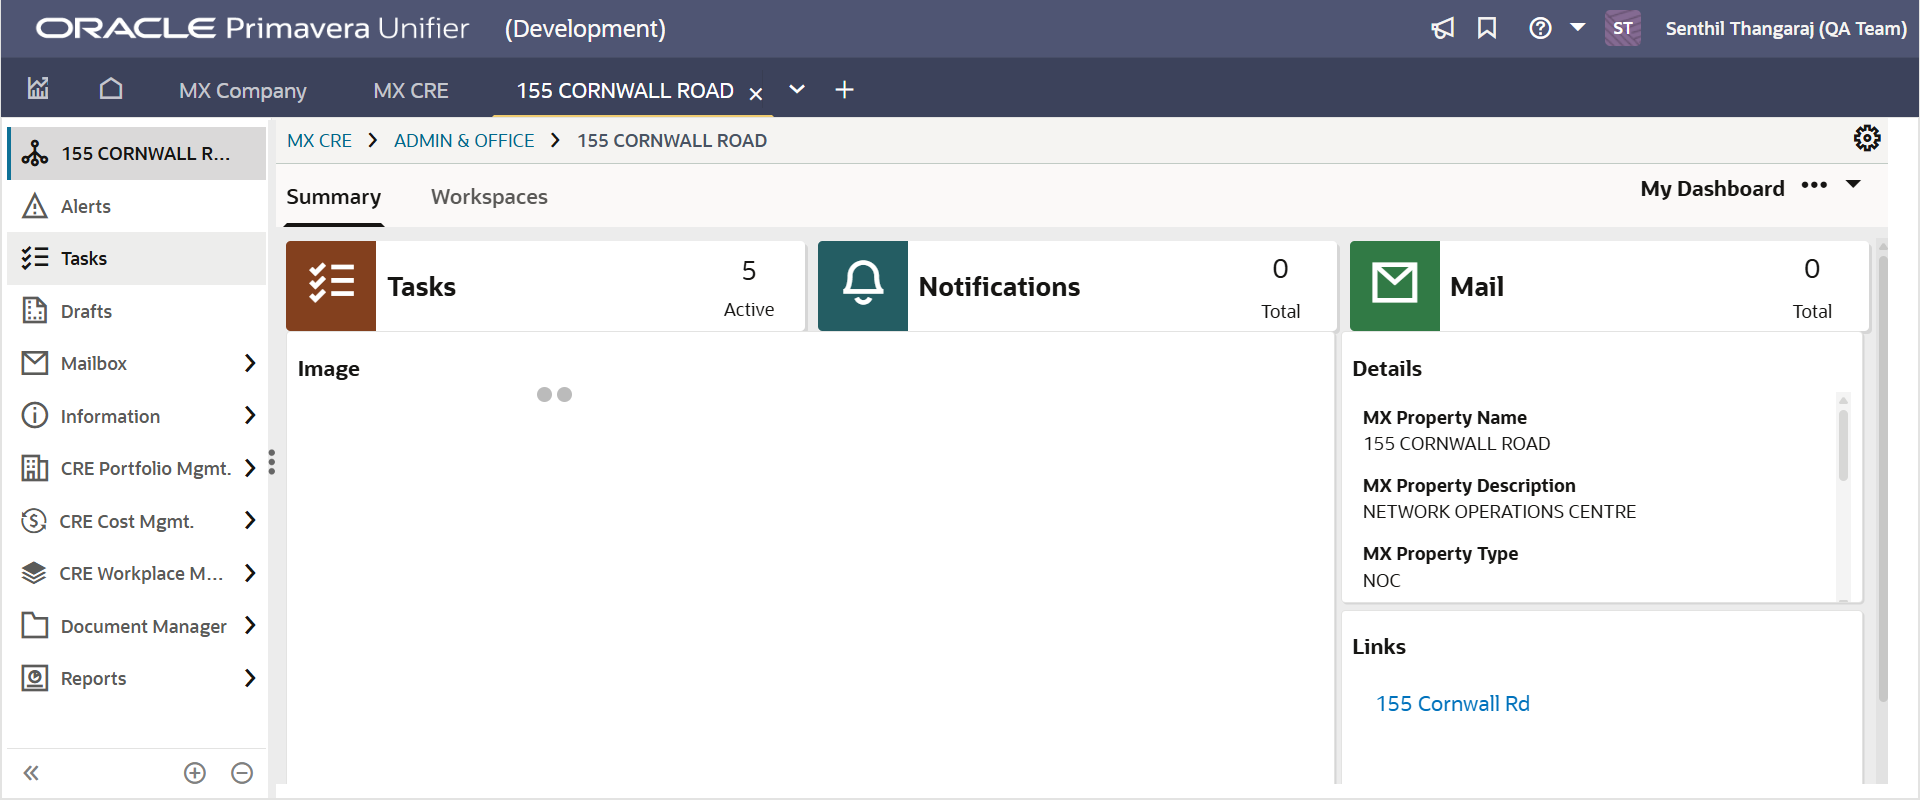 ORACLE Primavera Unifier (Development)
ST Senthil Thangaraj (QA Team)
MX Company MX CRE 155 CORNWALL ROAD
155 CORNWALL R...
Alerts
Tasks
Drafts
Mailbox
Information
CRE Portfolio Mgmt.
CRE Cost Mgmt.
CRE Workplace M...
Document Manager
Reports
MX CRE ADMIN & OFFICE 155 CORNWALL ROAD
Summary Workspaces
My Dashboard
Tasks
5
Active
Notifications
0
Total
Mail
0
Total
Image
Details
MX Property Name
155 CORNWALL ROAD
MX Property Description
NETWORK OPERATIONS CENTRE
MX Property Type
NOC
Links
155 Cornwall Rd